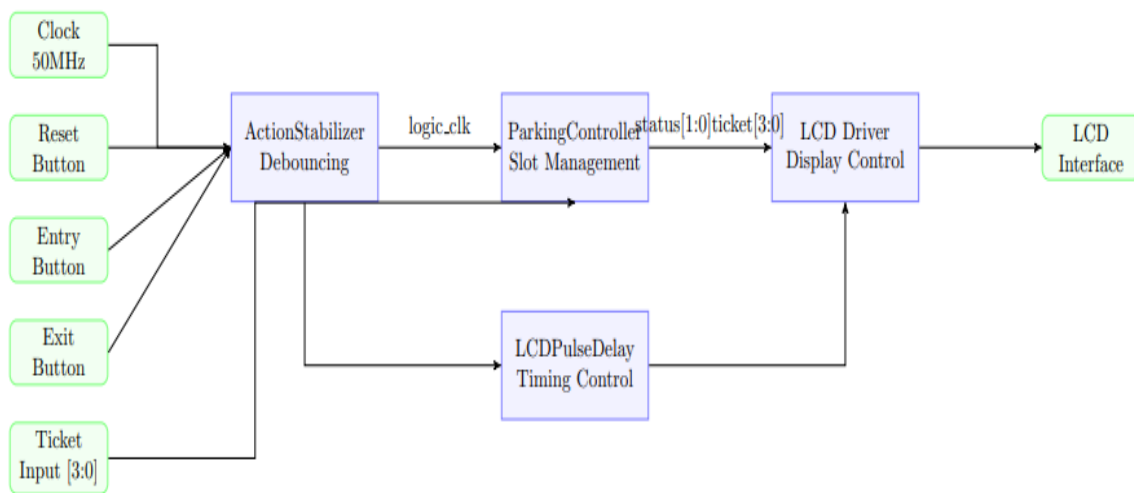 Clock
50MHz
Reset
Button
Entry
Button
Exit
Button
Ticket
Input [3:0]
ActionStabilizer
Debouncing
logic_clk
ParkingController
Slot Management
status[1:0]ticket[3:0]
LCD Driver
Display Control
LCD
Interface
LCDPulseDelay
Timing Control